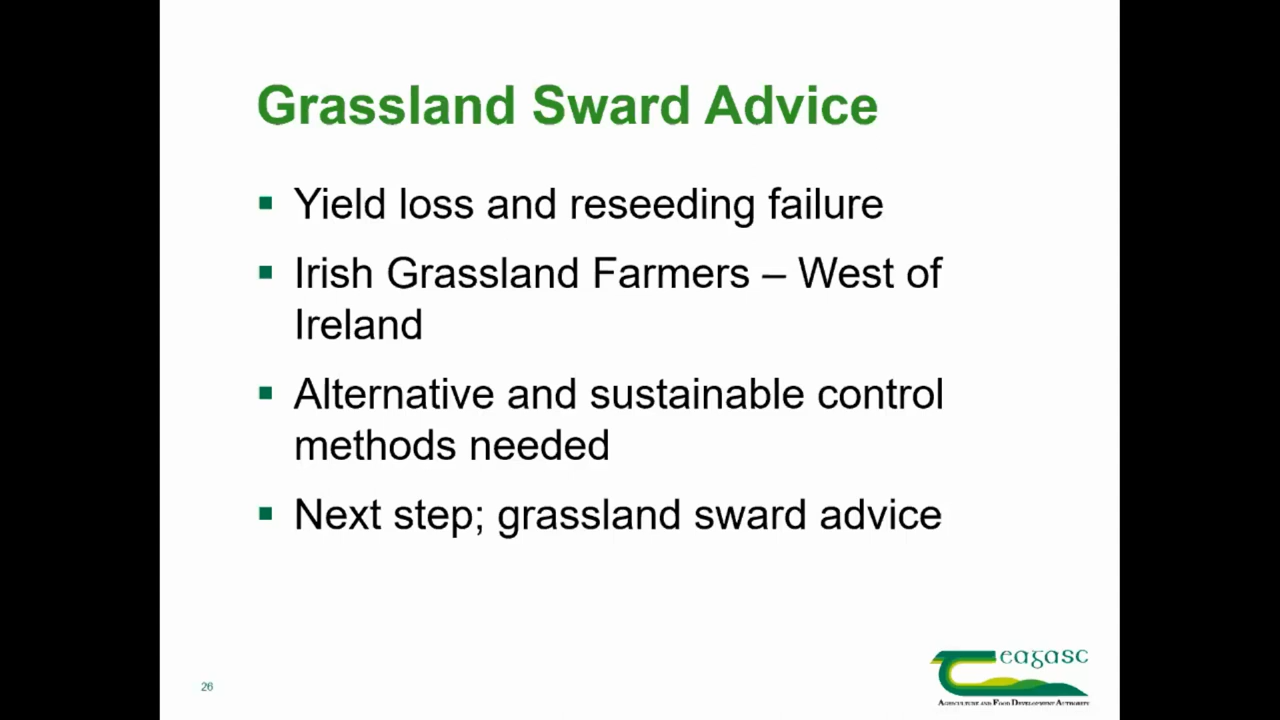 Grassland Sward Advice
Yield loss and reseeding failure
Irish Grassland Farmers – West of
Ireland
Alternative and sustainable control
methods needed
Next step; grassland sward advice
26
eagasc
Agriculture and Food Development Authority